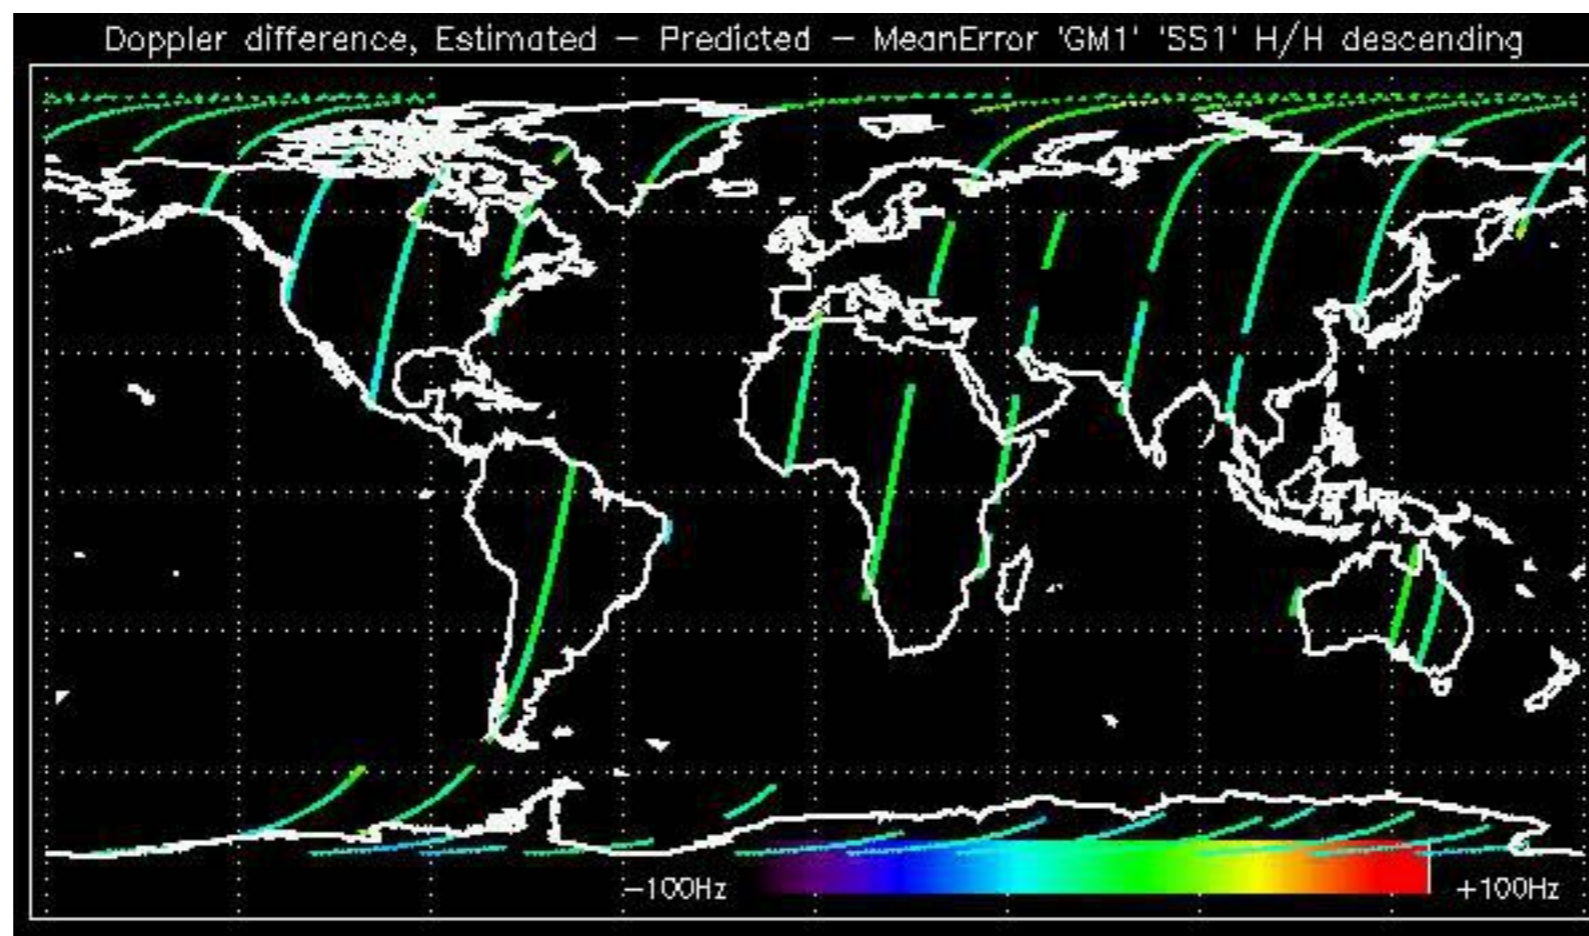 Doppler difference, Estimated – Predicted – MeanError 'GM1' 'SS1' H/H descending
–100Hz +100Hz